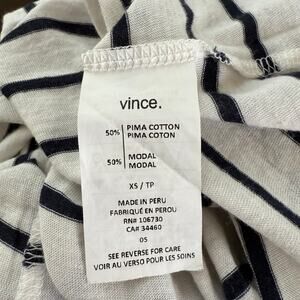 vince.
50% PIMA COTTON
PIMA COTON
50% MODAL
MODAL
XS / TP
MADE IN PERU
FABRIQUÉ EN PEROU
RN# 106730
CA# 34460
05
SEE REVERSE FOR CARE
VOIR AU VERSO POUR LES SOINS